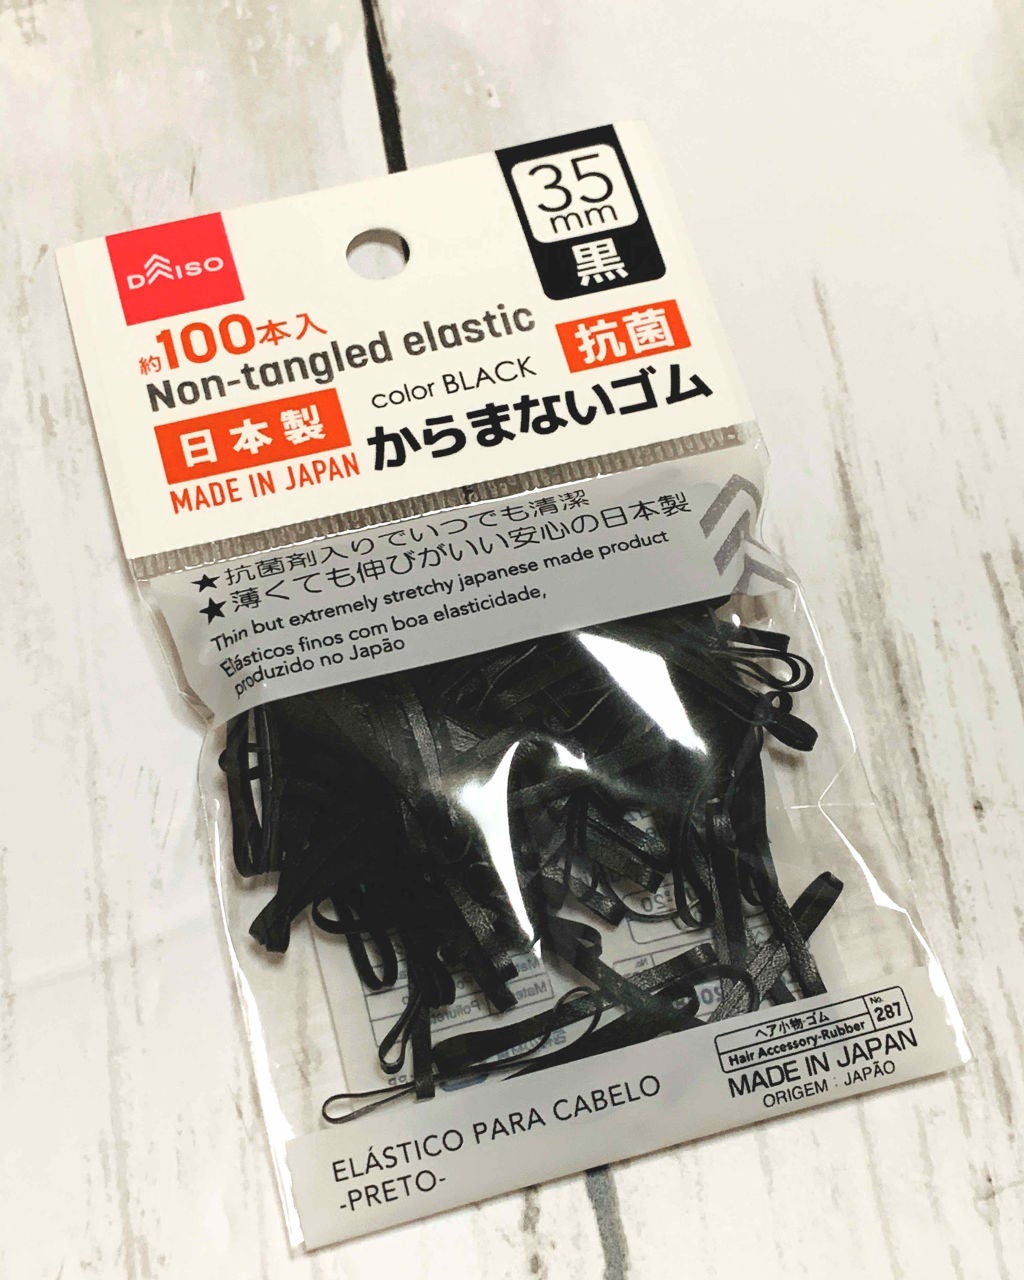 DAISO
35
mm
黒
約100本入
Non-tangled elastic
color BLACK
抗菌
日本製
MADE IN JAPAN
からまないゴム
★抗菌剤入りでいつでも清潔
★薄くても伸びがいい安心の日本製
Thin but extremely stretchy japanese made product
Elásticos finos com boa elasticidade,
produzido no Japão
ヘア小物・ゴム
Hair Accessory-Rubber
No.
287
MADE IN JAPAN
ORIGEM : JAPÃO
ELÁSTICO PARA CABELO
-PRETO-